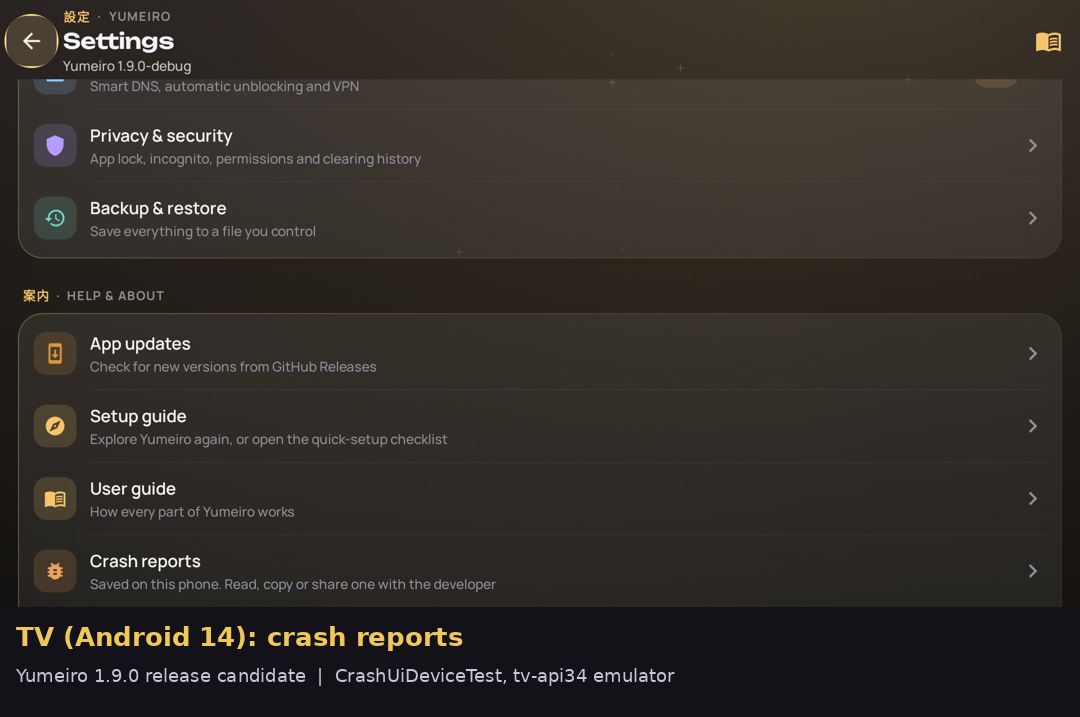 設定 · YUMEIRO
Settings
Yumeiro 1.9.0-debug
Smart DNS, automatic unblocking and VPN
Privacy & security
App lock, incognito, permissions and clearing history
Backup & restore
Save everything to a file you control
案内 · HELP & ABOUT
App updates
Check for new versions from GitHub Releases
Setup guide
Explore Yumeiro again, or open the quick-setup checklist
User guide
How every part of Yumeiro works
Crash reports
Saved on this phone. Read, copy or share one with the developer
TV (Android 14): crash reports
Yumeiro 1.9.0 release candidate | CrashUiDeviceTest, tv-api34 emulator